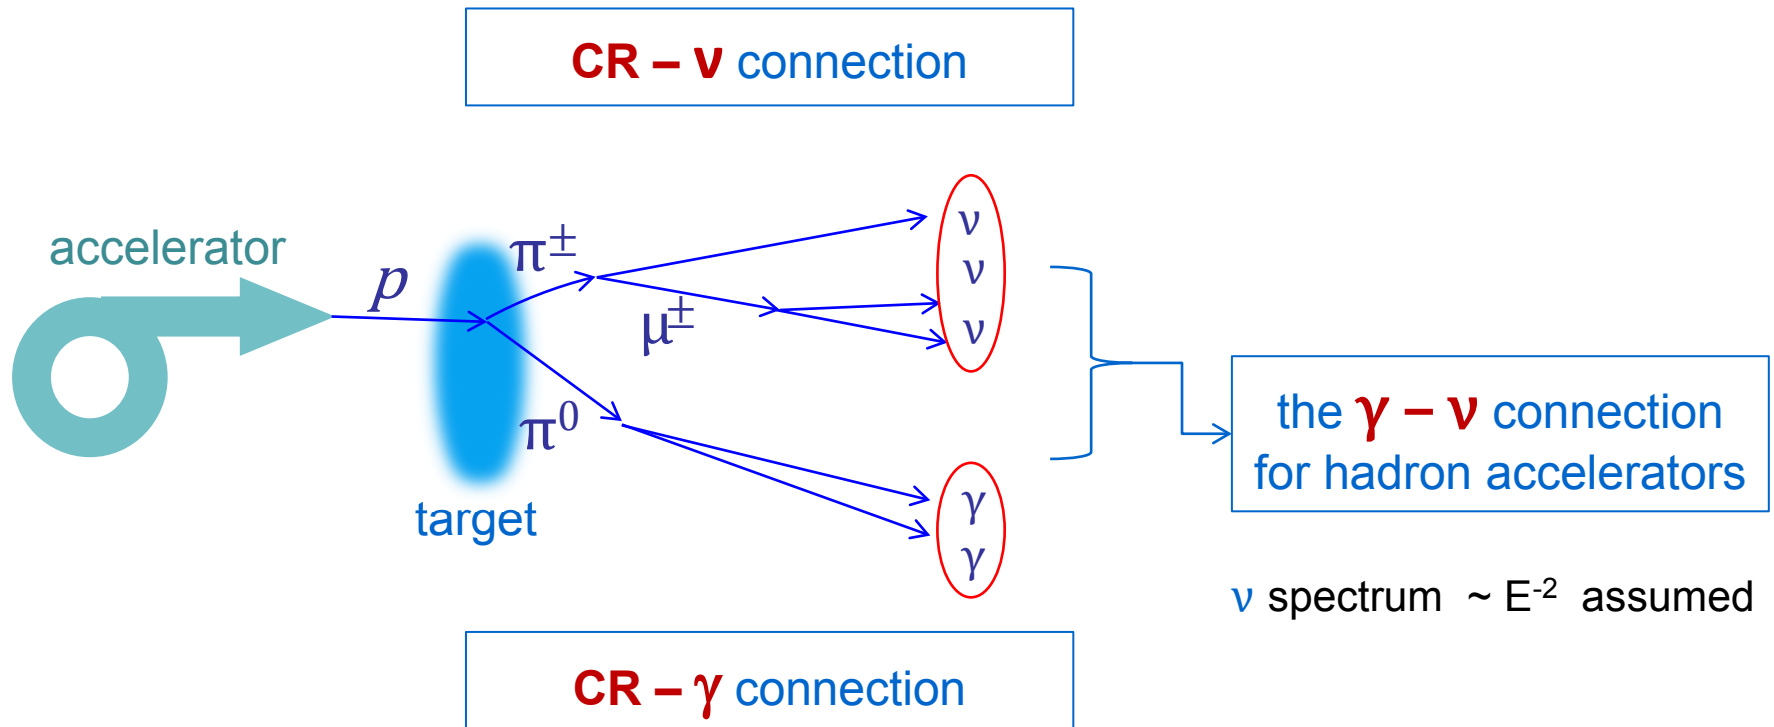 CR – ν connection
accelerator
p
π±
μ±
ν
ν
ν
π⁰
target
γ
γ
the γ – ν connection
for hadron accelerators
ν spectrum ~ E⁻² assumed
CR – γ connection